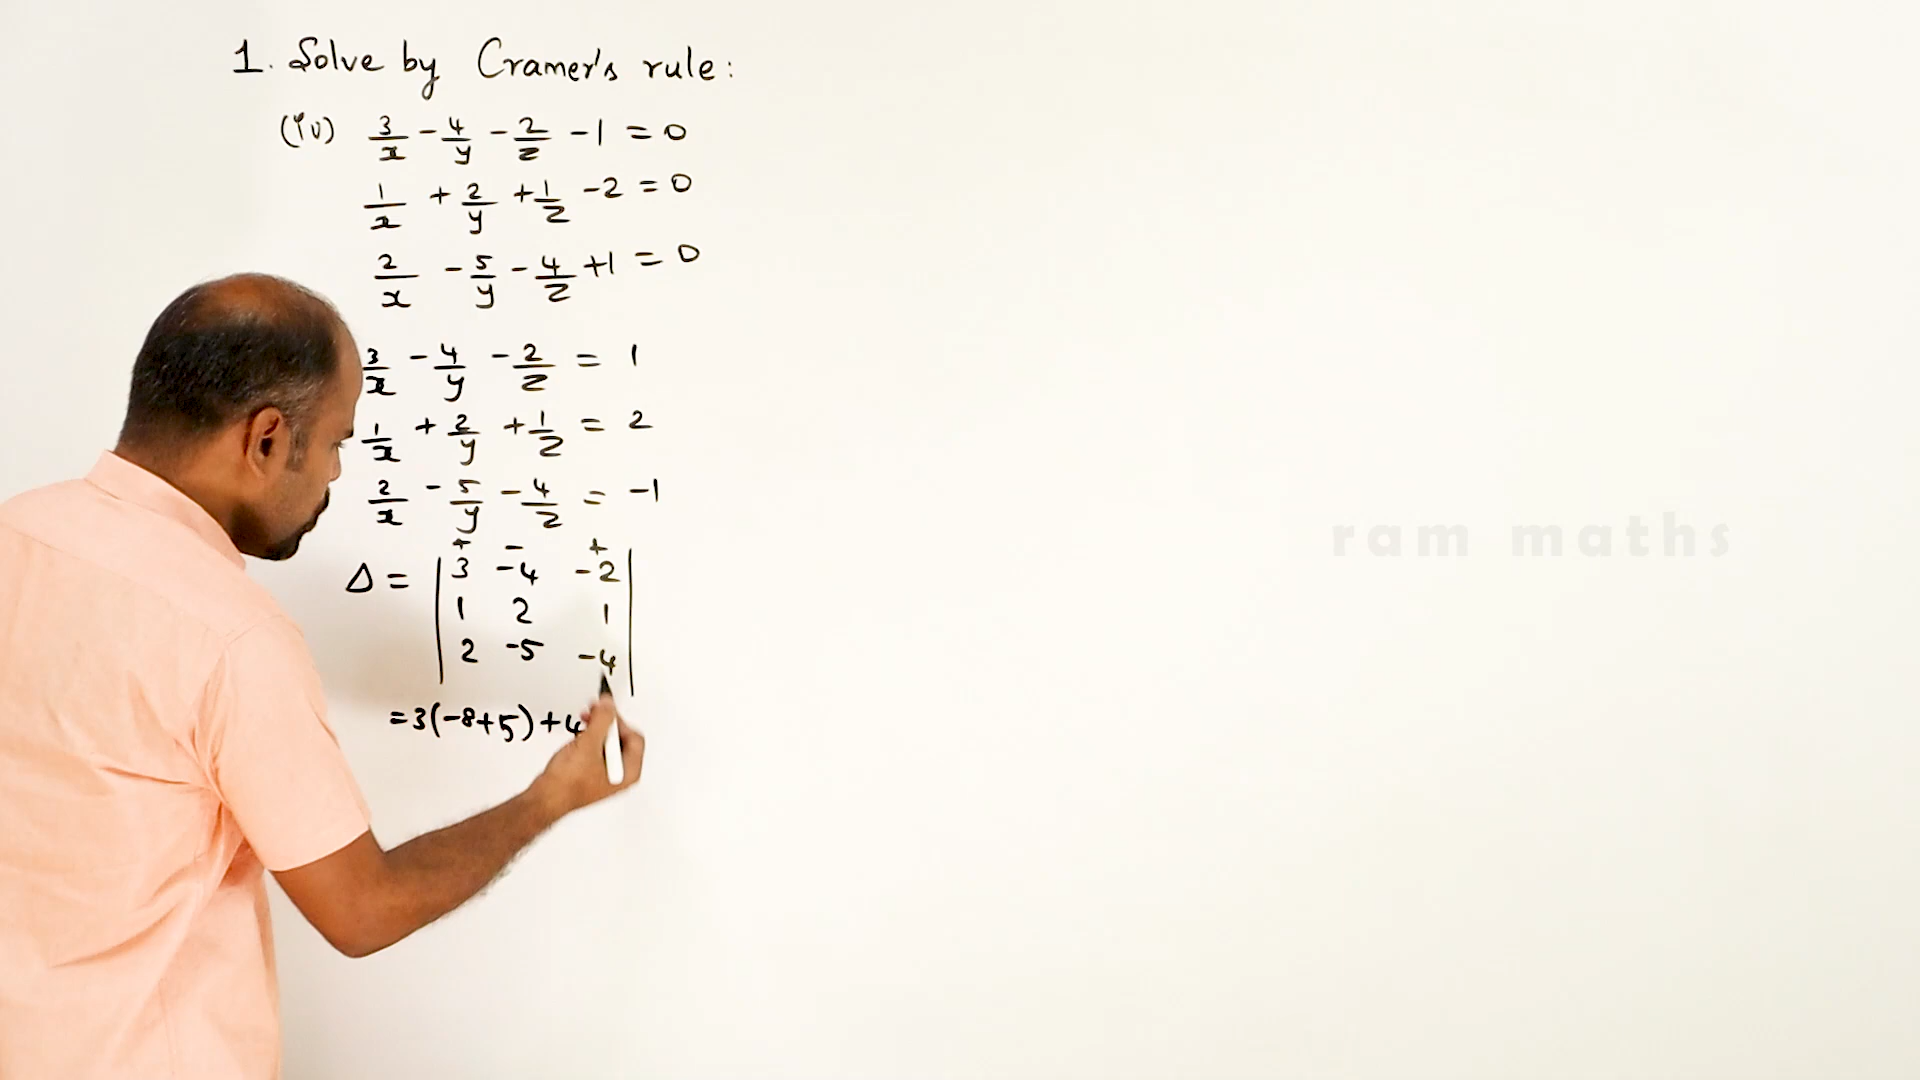 1. Solve by Cramer's rule:
(iv) 3/x - 4/y - 2/z - 1 = 0
1/x + 2/y + 1/z - 2 = 0
2/x - 5/y - 4/z + 1 = 0
3/x - 4/y - 2/z = 1
1/x + 2/y + 1/z = 2
2/x - 5/y - 4/z = -1
+ - +
Δ = | 3 -4 -2 |
1 2 1
2 -5 -4
= 3(-8+5) + 4
ram maths